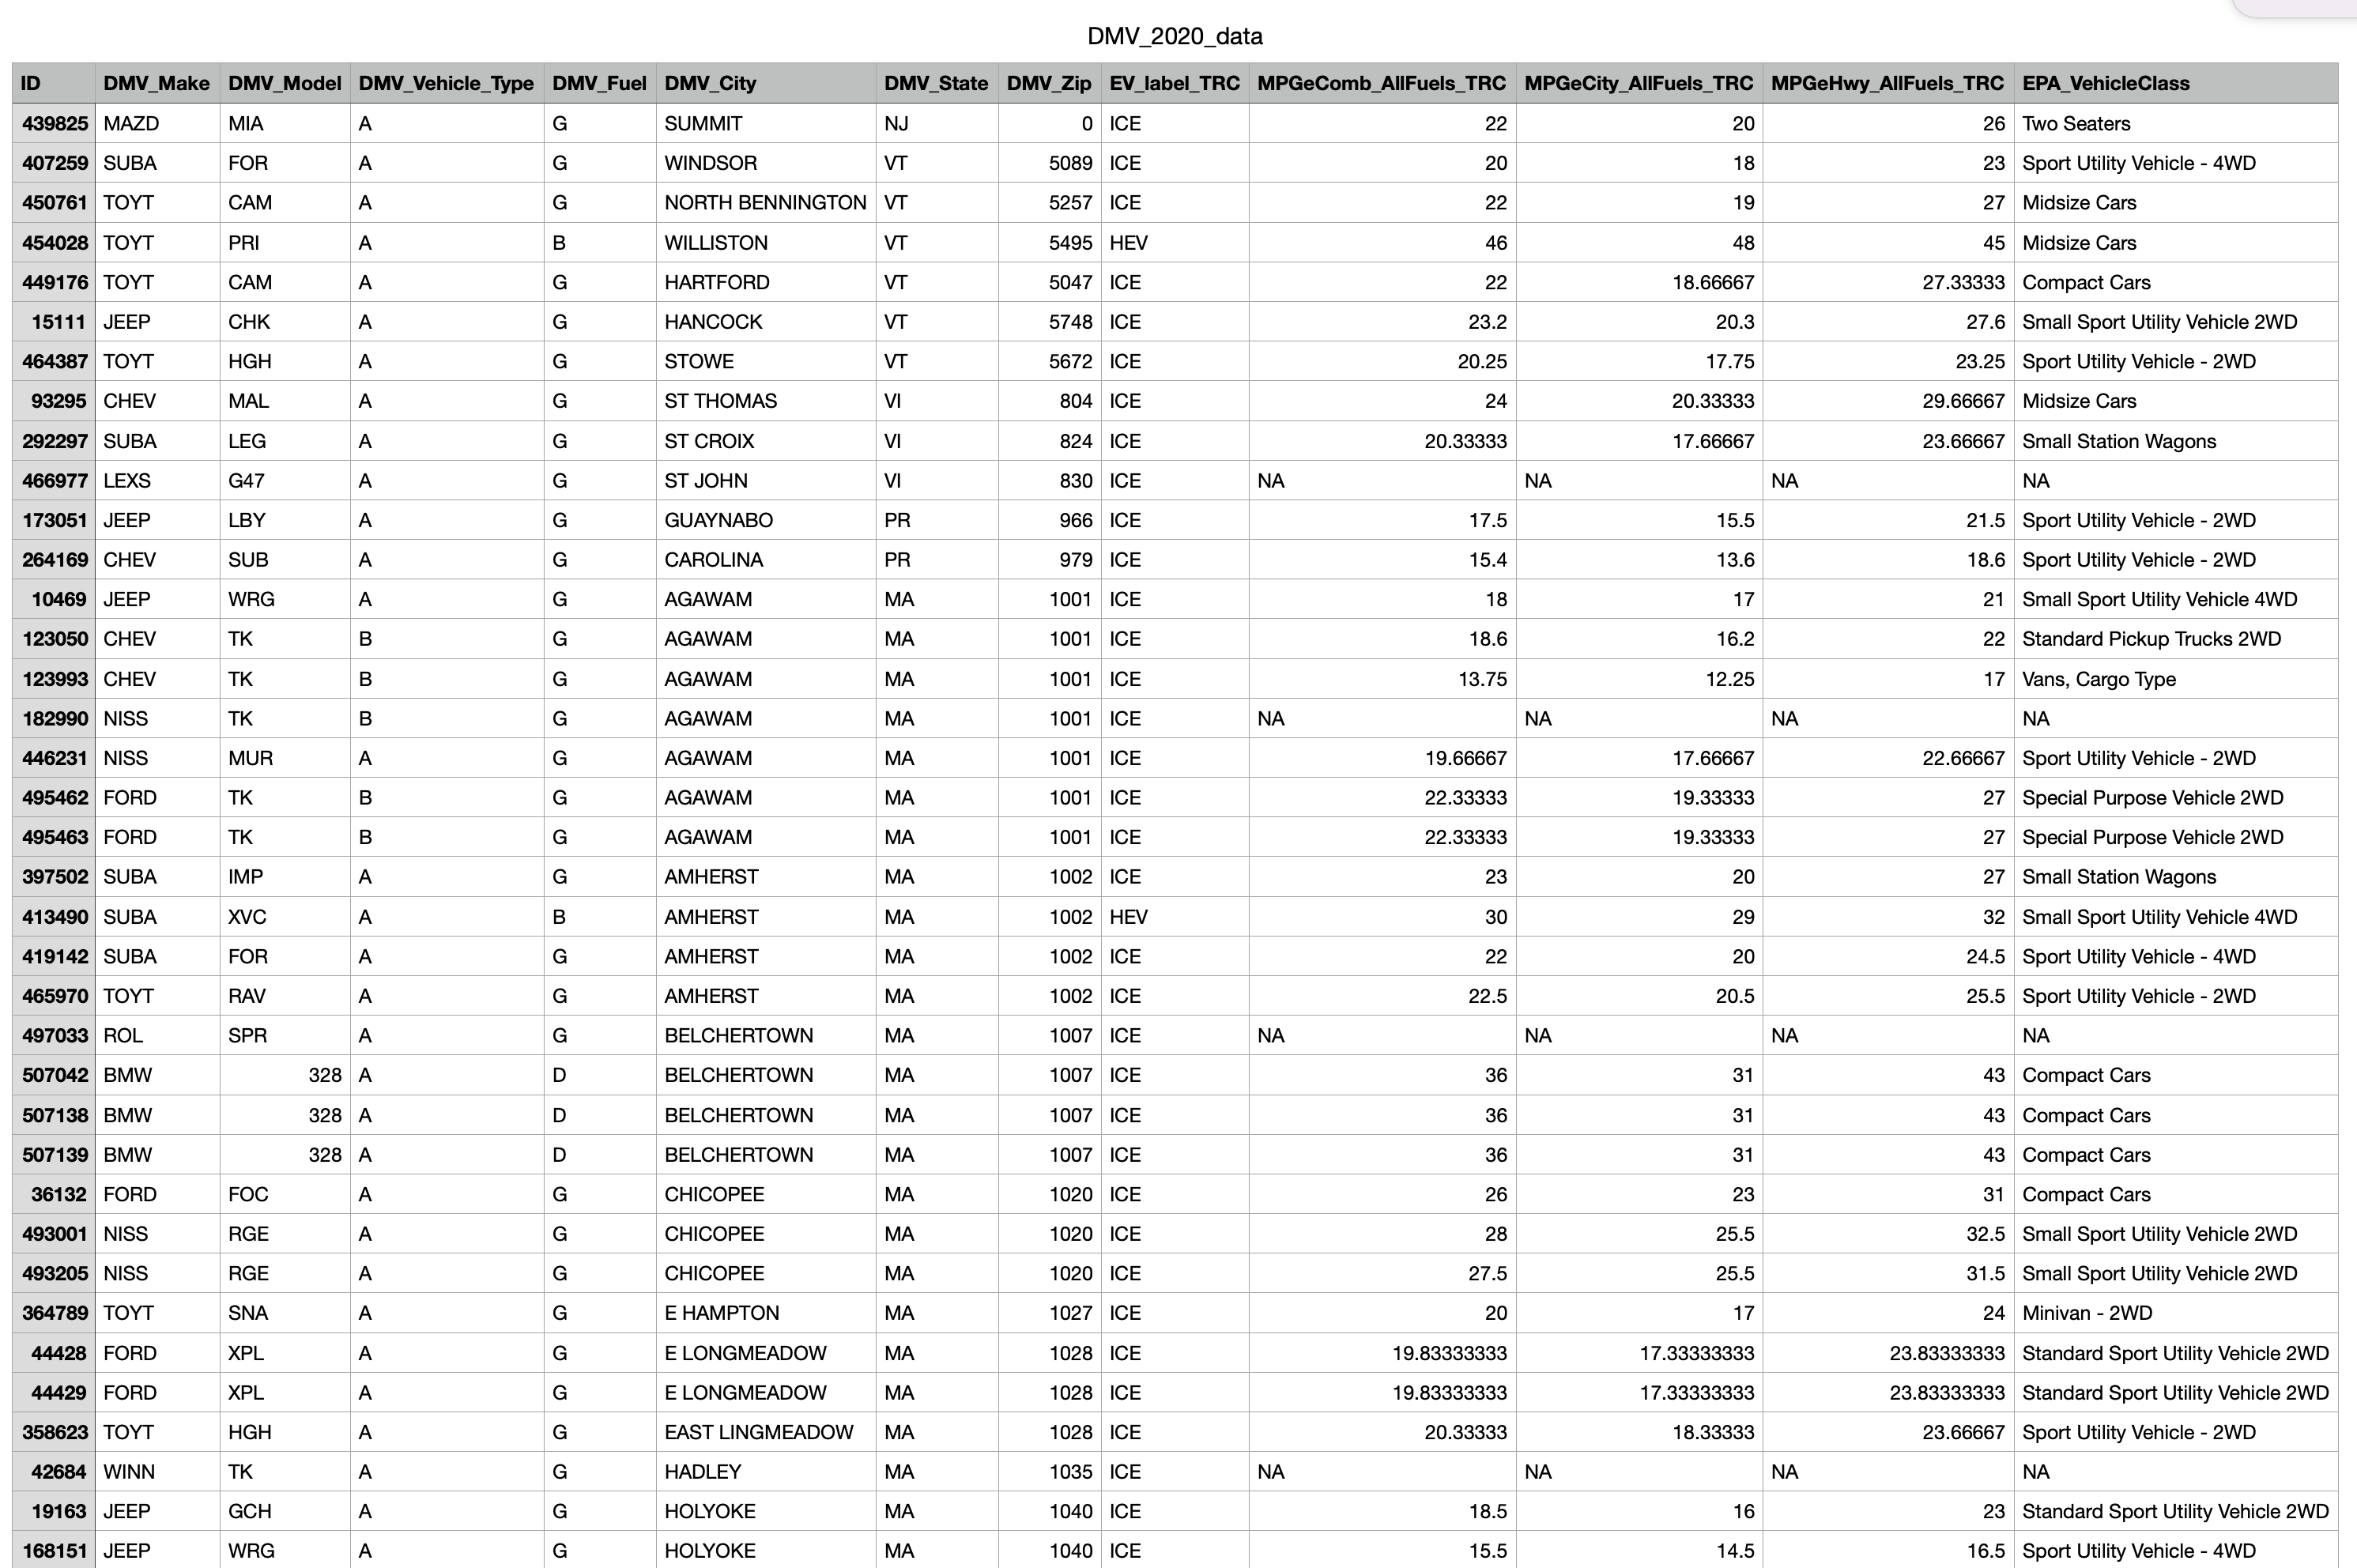 DMV_2020_data
ID DMV_Make DMV_Model DMV_Vehicle_Type DMV_Fuel DMV_City DMV_State DMV_Zip EV_label_TRC MPGeComb_AllFuels_TRC MPGeCity_AllFuels_TRC MPGeHwy_AllFuels_TRC EPA_VehicleClass
439825 MAZD MIA A G SUMMIT NJ 0 ICE 22 20 26 Two Seaters
407259 SUBA FOR A G WINDSOR VT 5089 ICE 20 18 23 Sport Utility Vehicle - 4WD
450761 TOYT CAM A G NORTH BENNINGTON VT 5257 ICE 22 19 27 Midsize Cars
454028 TOYT PRI A B WILLISTON VT 5495 HEV 46 48 45 Midsize Cars
449176 TOYT CAM A G HARTFORD VT 5047 ICE 22 18.66667 27.33333 Compact Cars
15111 JEEP CHK A G HANCOCK VT 5748 ICE 23.2 20.3 27.6 Small Sport Utility Vehicle 2WD
464387 TOYT HGH A G STOWE VT 5672 ICE 20.25 17.75 23.25 Sport Utility Vehicle - 2WD
93295 CHEV MAL A G ST THOMAS VI 804 ICE 24 20.33333 29.66667 Midsize Cars
292297 SUBA LEG A G ST CROIX VI 824 ICE 20.33333 17.66667 23.66667 Small Station Wagons
466977 LEXS G47 A G ST JOHN VI 830 ICE NA NA NA NA
173051 JEEP LBY A G GUAYNABO PR 966 ICE 17.5 15.5 21.5 Sport Utility Vehicle - 2WD
264169 CHEV SUB A G CAROLINA PR 979 ICE 15.4 13.6 18.6 Sport Utility Vehicle - 2WD
10469 JEEP WRG A G AGAWAM MA 1001 ICE 18 17 21 Small Sport Utility Vehicle 4WD
123050 CHEV TK B G AGAWAM MA 1001 ICE 18.6 16.2 22 Standard Pickup Trucks 2WD
123993 CHEV TK B G AGAWAM MA 1001 ICE 13.75 12.25 17 Vans, Cargo Type
182990 NISS TK B G AGAWAM MA 1001 ICE NA NA NA NA
446231 NISS MUR A G AGAWAM MA 1001 ICE 19.66667 17.66667 22.66667 Sport Utility Vehicle - 2WD
495462 FORD TK B G AGAWAM MA 1001 ICE 22.33333 19.33333 27 Special Purpose Vehicle 2WD
495463 FORD TK B G AGAWAM MA 1001 ICE 22.33333 19.33333 27 Special Purpose Vehicle 2WD
397502 SUBA IMP A G AMHERST MA 1002 ICE 23 20 27 Small Station Wagons
413490 SUBA XVC A B AMHERST MA 1002 HEV 30 29 32 Small Sport Utility Vehicle 4WD
419142 SUBA FOR A G AMHERST MA 1002 ICE 22 20 24.5 Sport Utility Vehicle - 4WD
465970 TOYT RAV A G AMHERST MA 1002 ICE 22.5 20.5 25.5 Sport Utility Vehicle - 2WD
497033 ROL SPR A G BELCHERTOWN MA 1007 ICE NA NA NA NA
507042 BMW 328 A D BELCHERTOWN MA 1007 ICE 36 31 43 Compact Cars
507138 BMW 328 A D BELCHERTOWN MA 1007 ICE 36 31 43 Compact Cars
507139 BMW 328 A D BELCHERTOWN MA 1007 ICE 36 31 43 Compact Cars
36132 FORD FOC A G CHICOPEE MA 1020 ICE 26 23 31 Compact Cars
493001 NISS RGE A G CHICOPEE MA 1020 ICE 28 25.5 32.5 Small Sport Utility Vehicle 2WD
493205 NISS RGE A G CHICOPEE MA 1020 ICE 27.5 25.5 31.5 Small Sport Utility Vehicle 2WD
364789 TOYT SNA A G E HAMPTON MA 1027 ICE 20 17 24 Minivan - 2WD
44428 FORD XPL A G E LONGMEADOW MA 1028 ICE 19.83333333 17.33333333 23.83333333 Standard Sport Utility Vehicle 2WD
44429 FORD XPL A G E LONGMEADOW MA 1028 ICE 19.83333333 17.33333333 23.83333333 Standard Sport Utility Vehicle 2WD
358623 TOYT HGH A G EAST LINGMEADOW MA 1028 ICE 20.33333 18.33333 23.66667 Sport Utility Vehicle - 2WD
42684 WINN TK A G HADLEY MA 1035 ICE NA NA NA NA
19163 JEEP GCH A G HOLYOKE MA 1040 ICE 18.5 16 23 Standard Sport Utility Vehicle 2WD
168151 JEEP WRG A G HOLYOKE MA 1040 ICE 15.5 14.5 16.5 Sport Utility Vehicle - 4WD